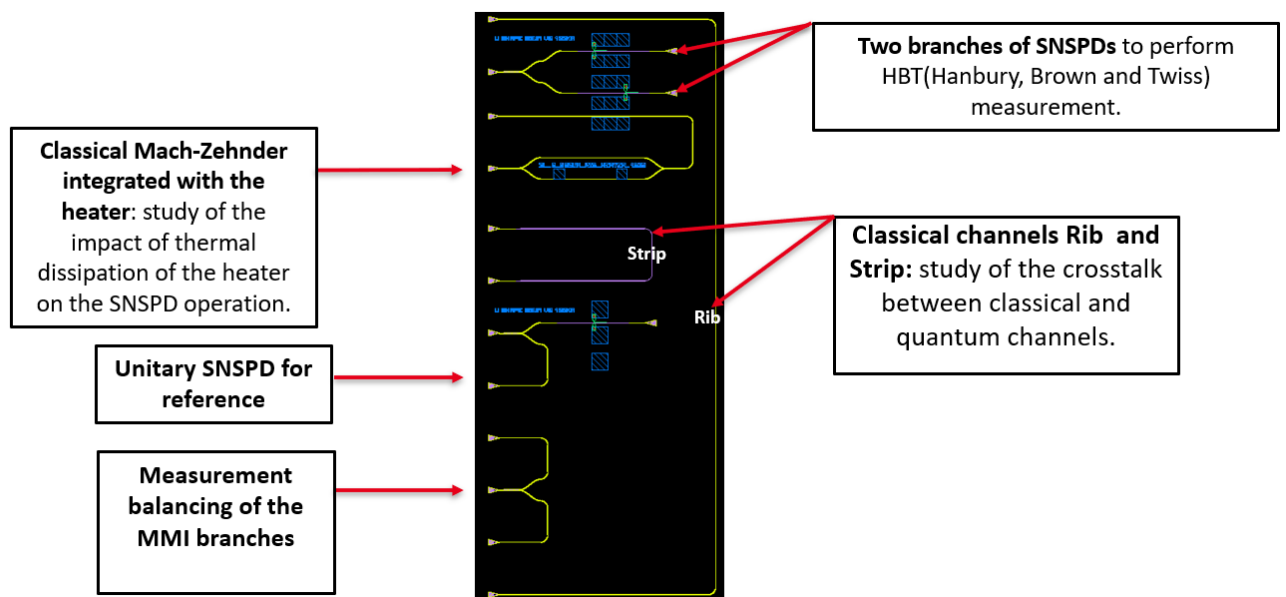 Two branches of SNSPDs to perform
HBT(Hanbury, Brown and Twiss)
measurement.
Classical Mach-Zehnder
integrated with the
heater: study of the
impact of thermal
dissipation of the heater
on the SNSPD operation.
Strip
Rib
Classical channels Rib and
Strip: study of the crosstalk
between classical and
quantum channels.
Unitary SNSPD for
reference
Measurement
balancing of the
MMI branches